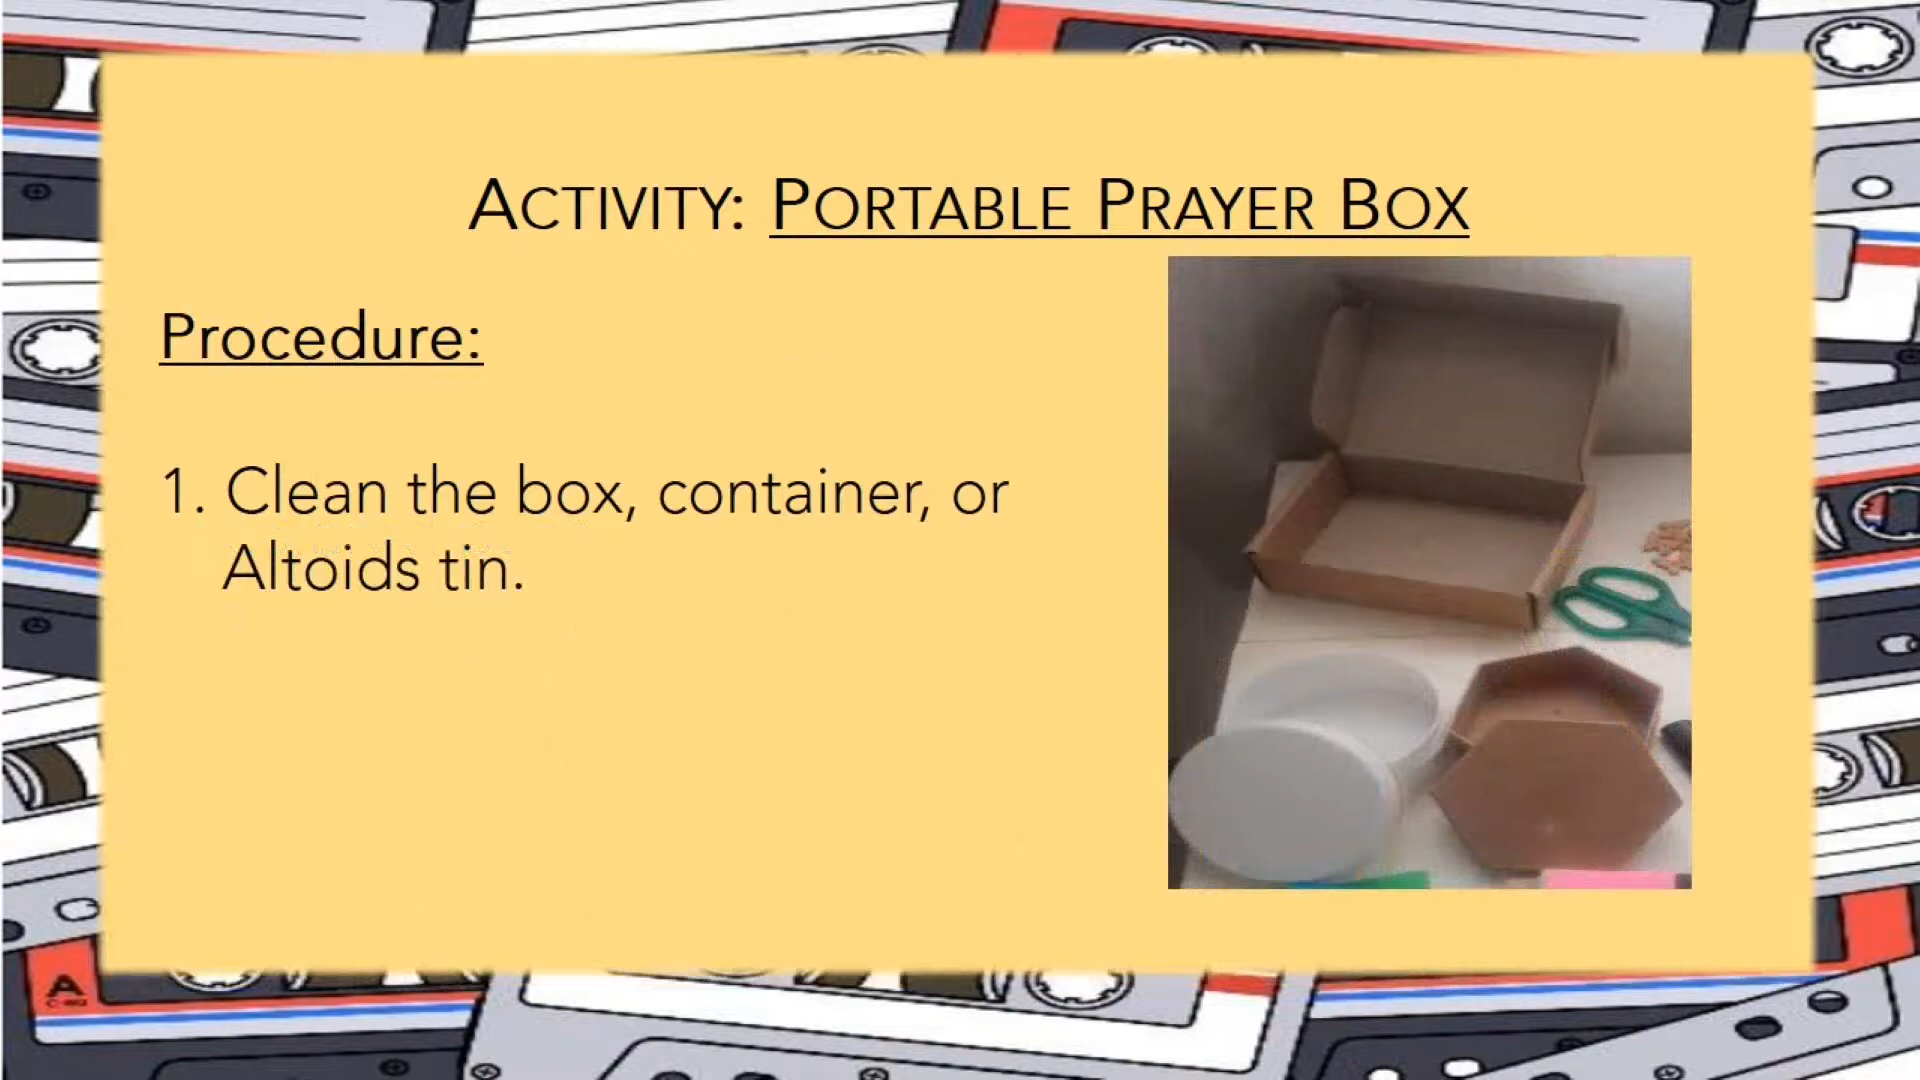 ACTIVITY: PORTABLE PRAYER BOX
Procedure:
1. Clean the box, container, or
Altoids tin.
A